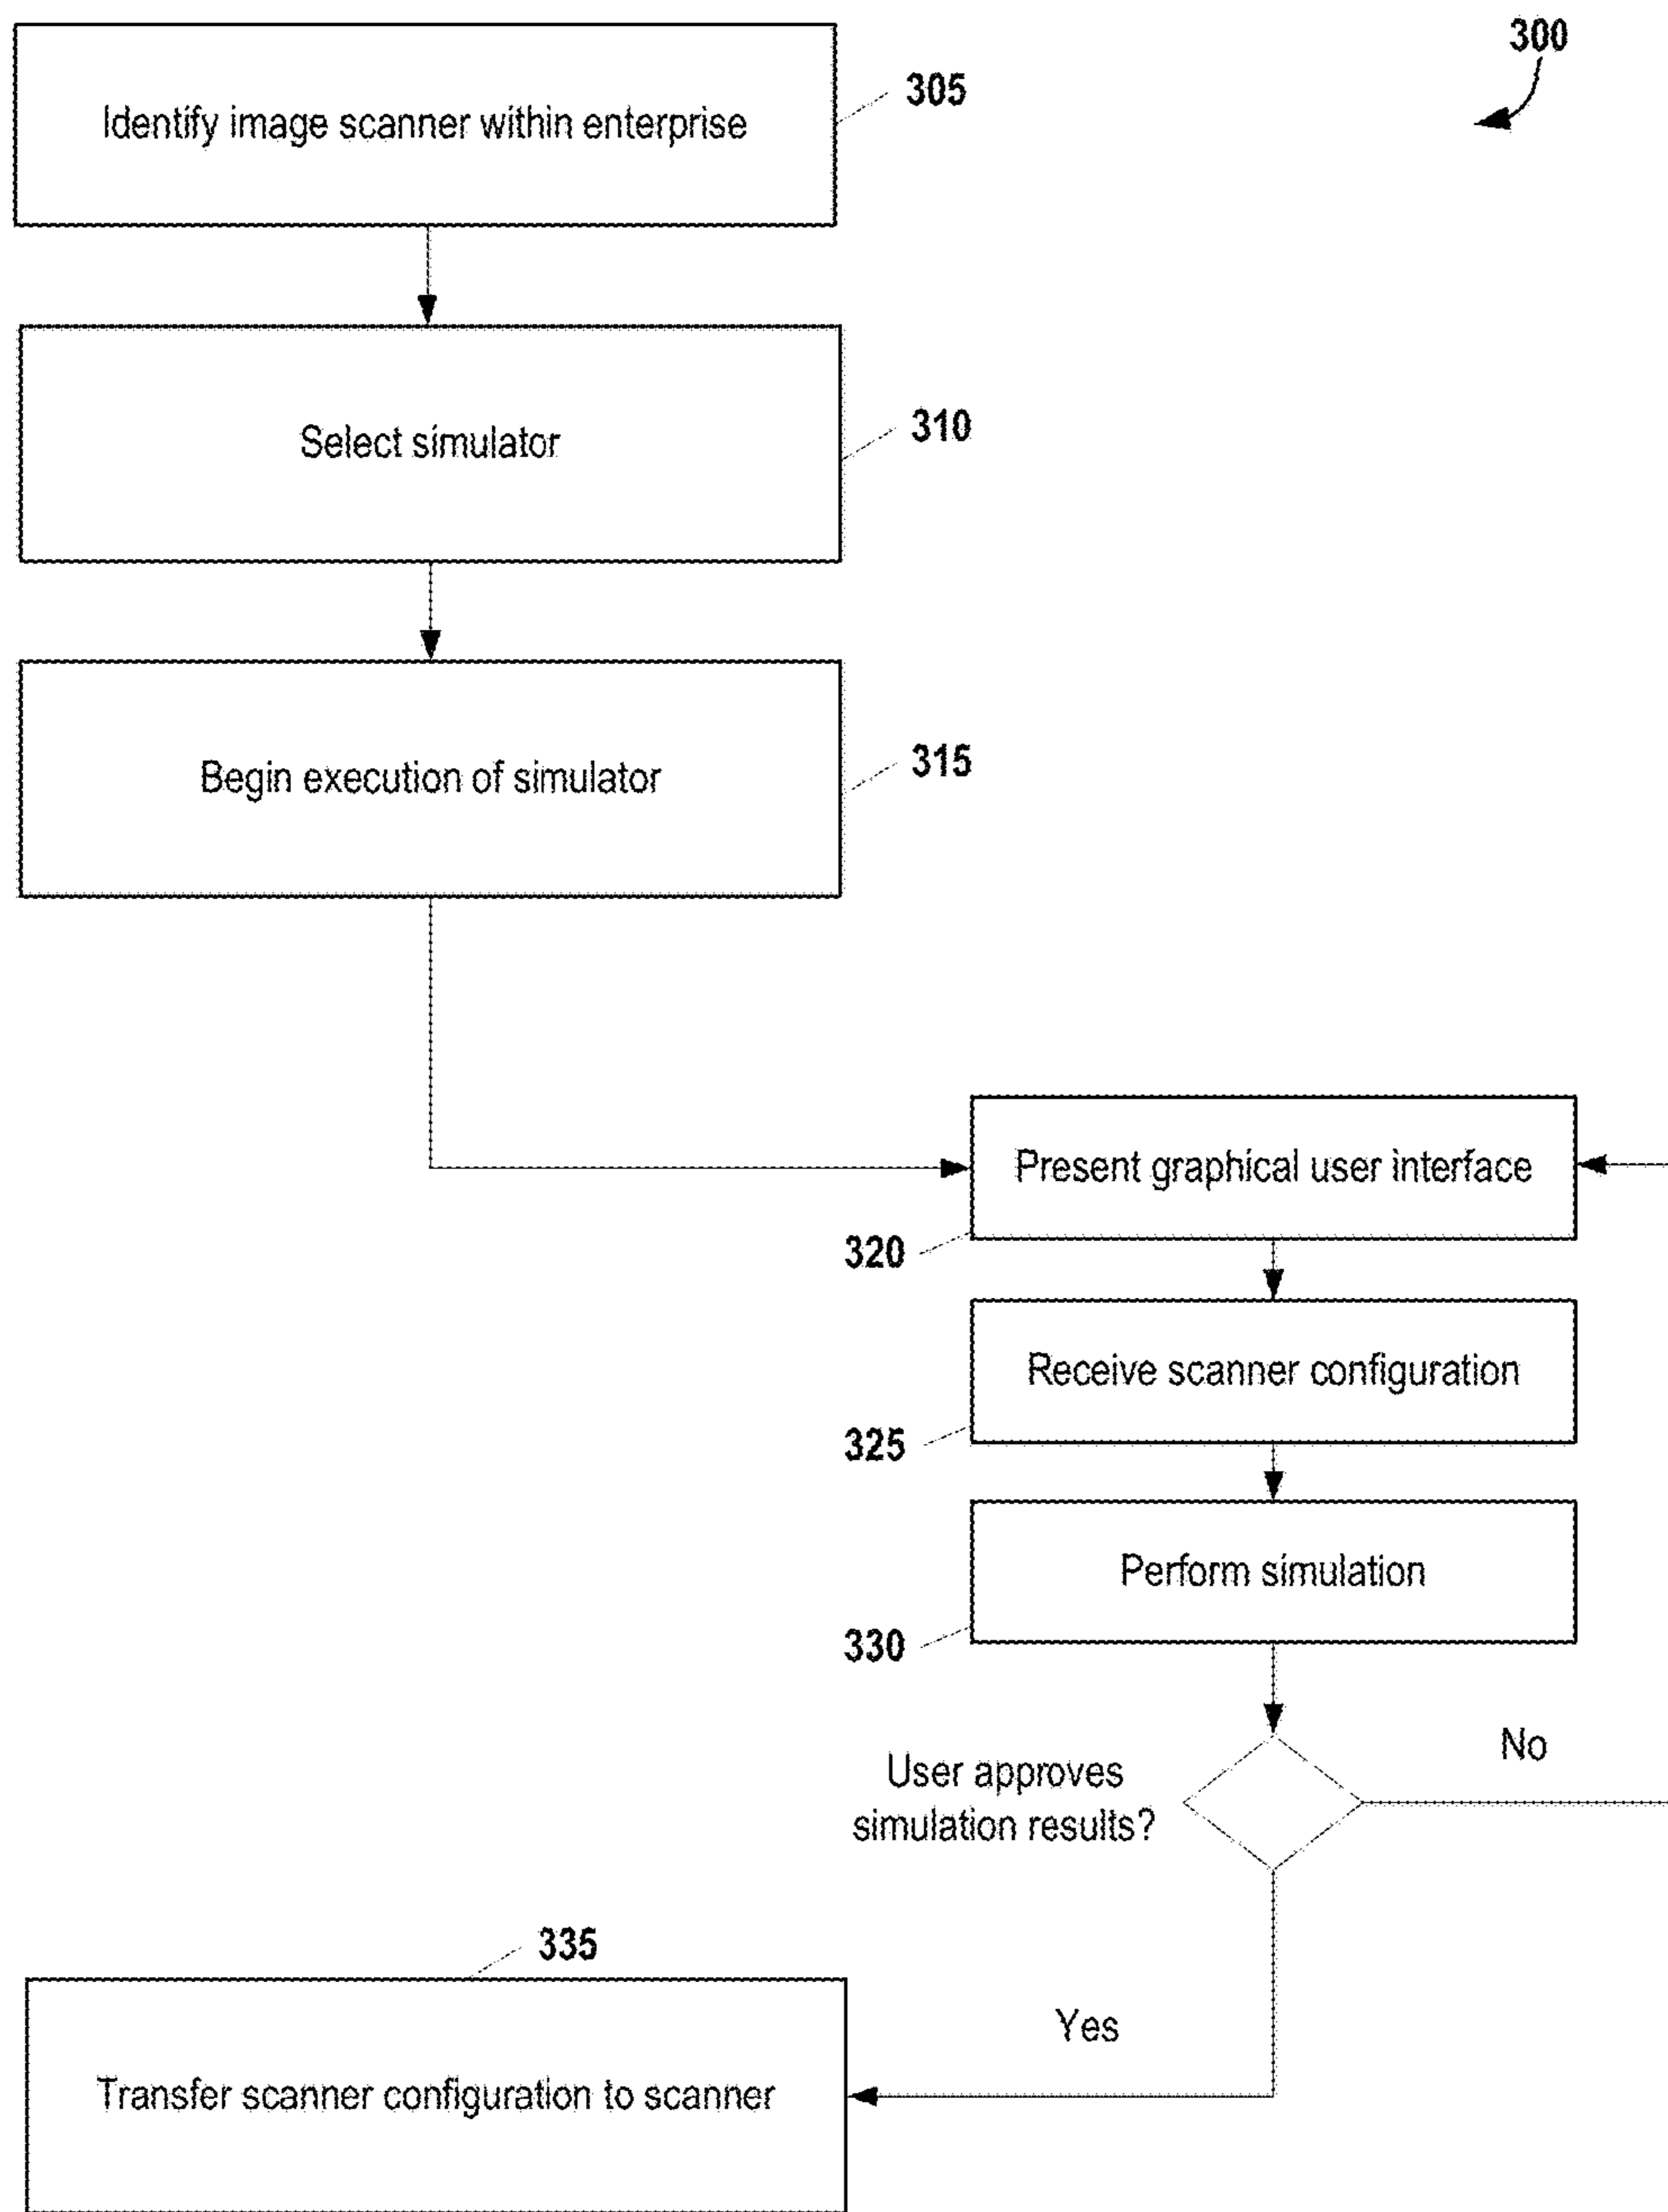 300
Identify image scanner within enterprise
305
Select simulator
310
Begin execution of simulator
315
Present graphical user interface
320
Receive scanner configuration
325
Perform simulation
330
User approves
simulation results?
No
Yes
335
Transfer scanner configuration to scanner